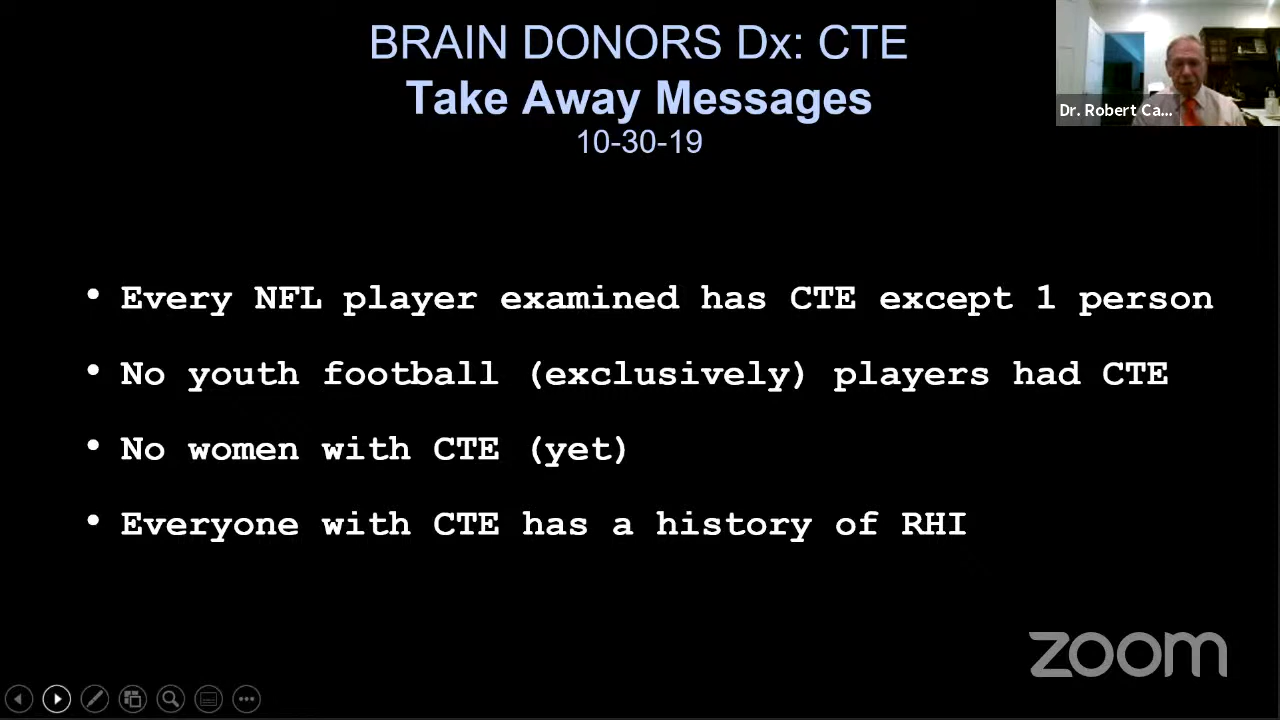 BRAIN DONORS Dx: CTE
Take Away Messages
10-30-19
Dr. Robert Ca...
• Every NFL player examined has CTE except 1 person
• No youth football (exclusively) players had CTE
• No women with CTE (yet)
• Everyone with CTE has a history of RHI
zoom